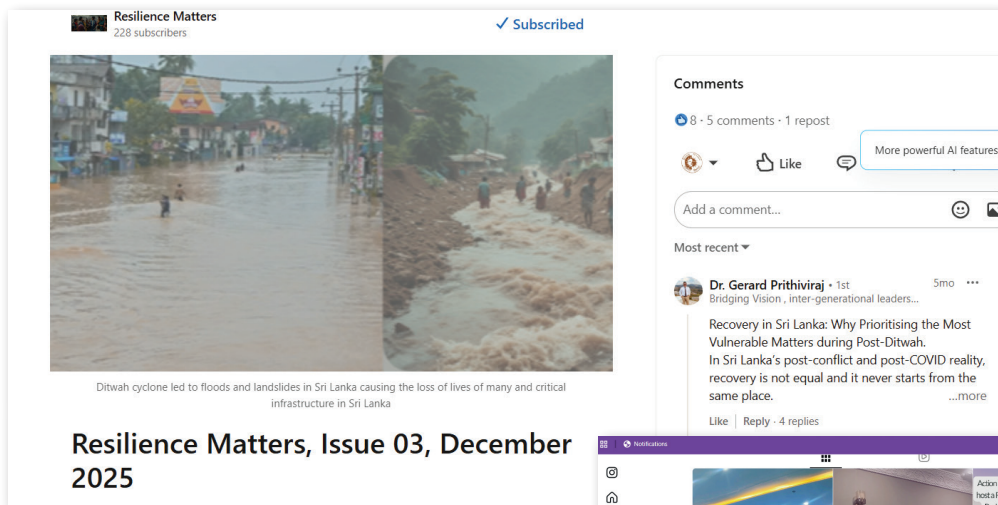 Resilience Matters
228 subscribers
✓ Subscribed
Ditwah cyclone led to floods and landslides in Sri Lanka causing the loss of lives of many and critical
infrastructure in Sri Lanka
Resilience Matters, Issue 03, December
2025
Comments
8 · 5 comments · 1 repost
Like
More powerful AI features
Add a comment...
Most recent
Dr. Gerard Prithiviraj • 1st
5mo
Bridging Vision , inter-generational leaders...
Recovery in Sri Lanka: Why Prioritising the Most
Vulnerable Matters during Post-Ditwah.
In Sri Lanka's post-conflict and post-COVID reality,
recovery is not equal and it never starts from the
same place.
...more
Like | Reply · 4 replies
Notifications
Action